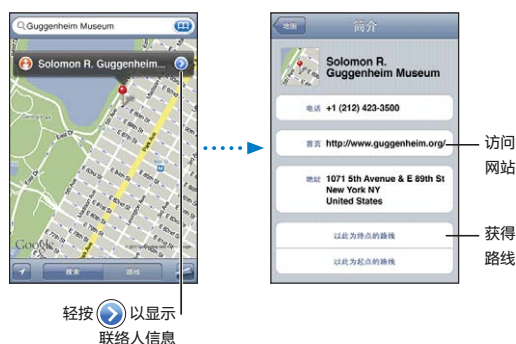 Guggenheim Museum
Solomon R. Guggenheim...
Google
搜索
路线
轻按 以显示
联络人信息
地图
简介
Solomon R.
Guggenheim Museum
电话 +1 (212) 423-3500
首页 http://www.guggenheim.org/
地址 1071 5th Avenue & E 89th St
New York NY
United States
以此为终点的路线
以此为起点的路线
访问
网站
获得
路线